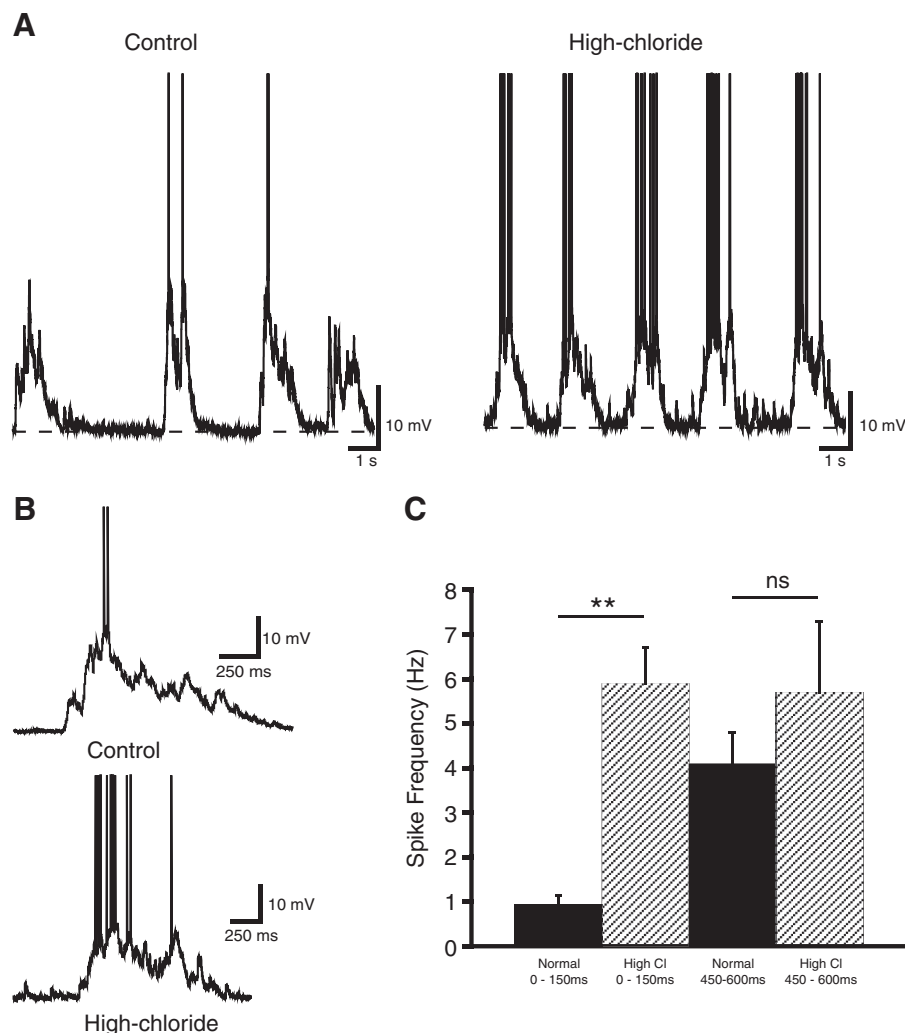 A
Control
High-chloride
10 mV
1 s
10 mV
1 s
B
10 mV
250 ms
Control
10 mV
250 ms
High-chloride
C
Spike Frequency (Hz)
8
7
6
5
4
3
2
1
0
**
ns
Normal
0 - 150ms
High Cl
0 - 150ms
Normal
450-600ms
High Cl
450 - 600ms